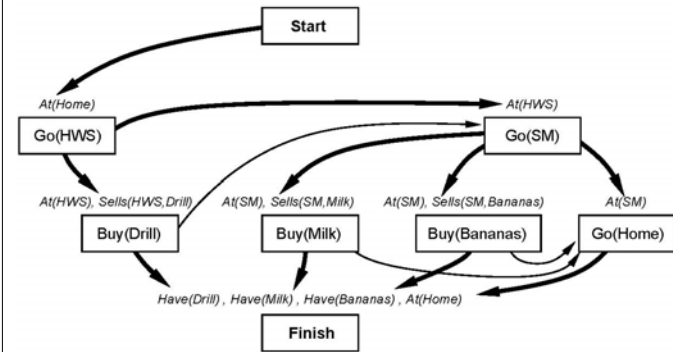 Start
At(Home) At(HWS)
Go(HWS) Go(SM)
At(HWS), Sells(HWS,Drill) At(SM), Sells(SM,Milk) At(SM), Sells(SM,Bananas) At(SM)
Buy(Drill) Buy(Milk) Buy(Bananas) Go(Home)
Have(Drill) , Have(Milk) , Have(Bananas) , At(Home)
Finish